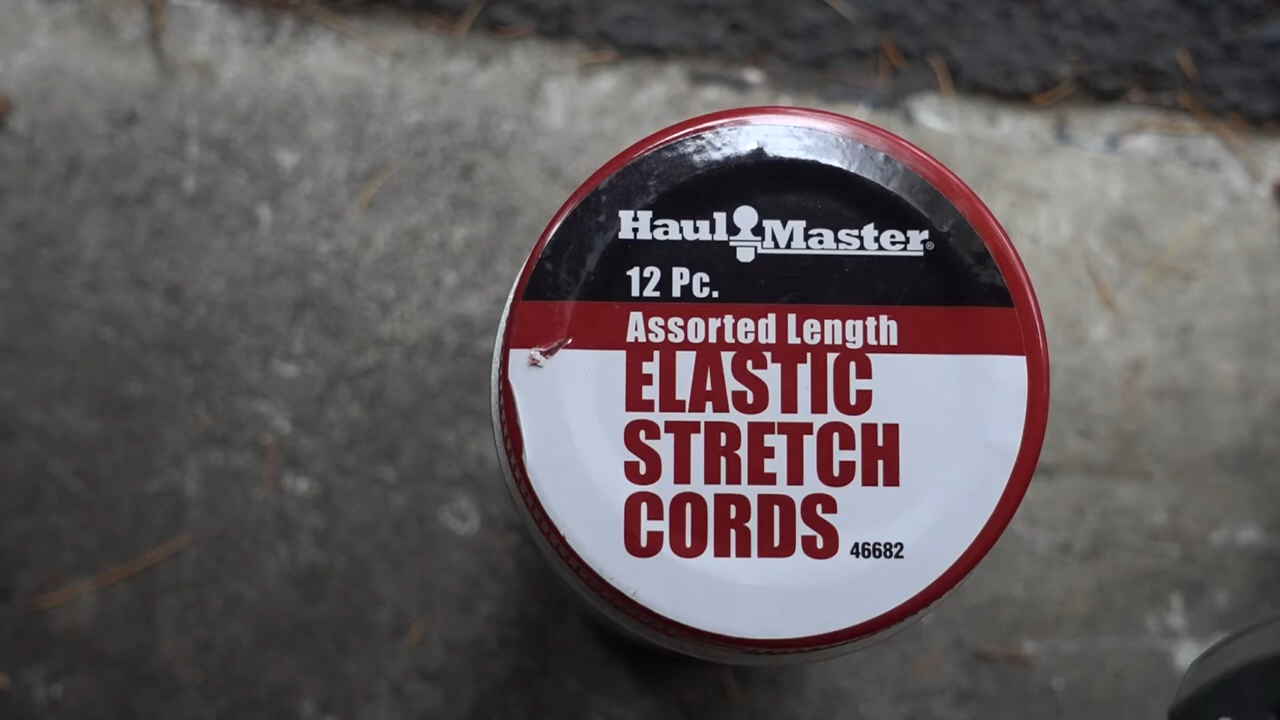 Haul Master®
12 Pc.
Assorted Length
ELASTIC
STRETCH
CORDS 46682